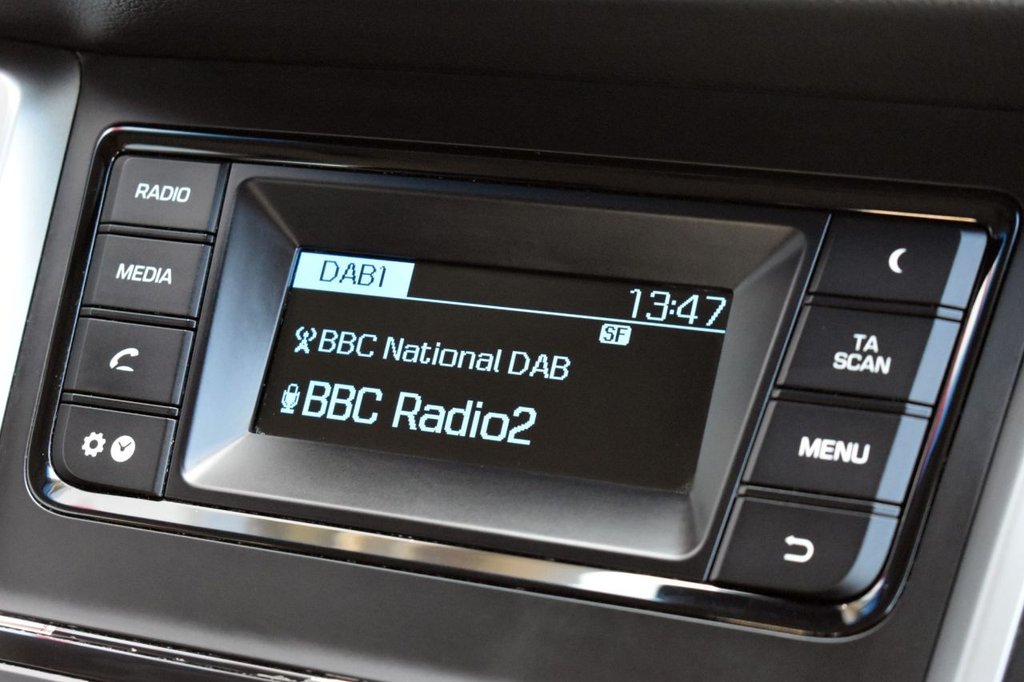 RADIO
MEDIA
DAB1
13:47
SF
BBC National DAB
BBC Radio2
TA
SCAN
MENU